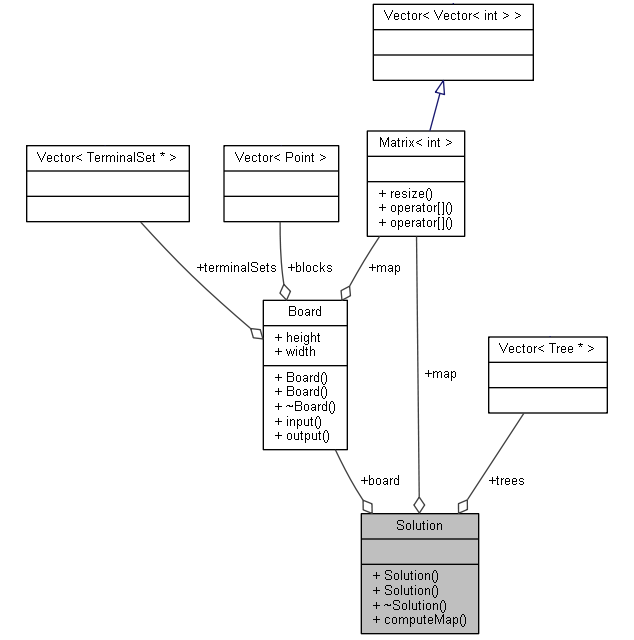 Vector< Vector< int > >
Matrix< int >
+ resize()
+ operator[]()
+ operator[]()
Vector< TerminalSet * >
Vector< Point >
+terminalSets
+blocks
+map
Board
+ height
+ width
+ Board()
+ Board()
+ ~Board()
+ input()
+ output()
Vector< Tree * >
+map
+board
+trees
Solution
+ Solution()
+ Solution()
+ ~Solution()
+ computeMap()